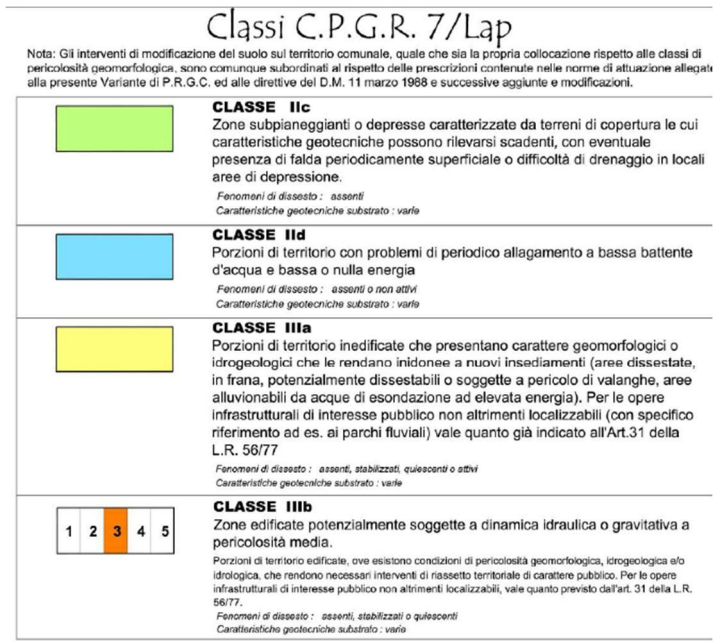 Classi C.P.G.R. 7/Lap
Nota: Gli interventi di modificazione del suolo sul territorio comunale, quale che sia la propria collocazione rispetto alle classi di
pericolosità geomorfologica, sono comunque subordinati al rispetto delle prescrizioni contenute nelle norme di attuazione allegate
alla presente Variante di P.R.G.C. ed alle direttive del D.M. 11 marzo 1988 e successive aggiunte e modificazioni.
CLASSE IIc
Zone subpianeggianti o depresse caratterizzate da terreni di copertura le cui
caratteristiche geotecniche possono rilevarsi scadenti, con eventuale
presenza di falda periodicamente superficiale o difficoltà di drenaggio in locali
aree di depressione.
Fenomeni di dissesto : assenti
Caratteristiche geotecniche substrato : varie
CLASSE IId
Porzioni di territorio con problemi di periodico allagamento a bassa battente
d'acqua e bassa o nulla energia
Fenomeni di dissesto : assenti o non attivi
Caratteristiche geotecniche substrato : varie
CLASSE IIIa
Porzioni di territorio inedificate che presentano carattere geomorfologici o
idrogeologici che le rendano inidonee a nuovi insediamenti (aree dissestate,
in frana, potenzialmente dissestabili o soggette a pericolo di valanghe, aree
alluvionabili da acque di esondazione ad elevata energia). Per le opere
infrastrutturali di interesse pubblico non altrimenti localizzabili (con specifico
riferimento ad es. ai parchi fluviali) vale quanto già indicato all'Art.31 della
L.R. 56/77
Fenomeni di dissesto : assenti, stabilizzati, quiescenti o attivi
Caratteristiche geotecniche substrato : varie
1 2 3 4 5
CLASSE IIIb
Zone edificate potenzialmente soggette a dinamica idraulica o gravitativa a
pericolosità media.
Porzioni di territorio edificate, ove esistono condizioni di pericolosità geomorfologica, idrogeologica e/o
idrologica, che rendono necessari interventi di riassetto territoriale di carattere pubblico. Per le opere
infrastrutturali di interesse pubblico non altrimenti localizzabili, vale quanto previsto dall'art. 31 della L.R.
56/77.
Fenomeni di dissesto : assenti, stabilizzati o quiescenti
Caratteristiche geotecniche substrato : varie